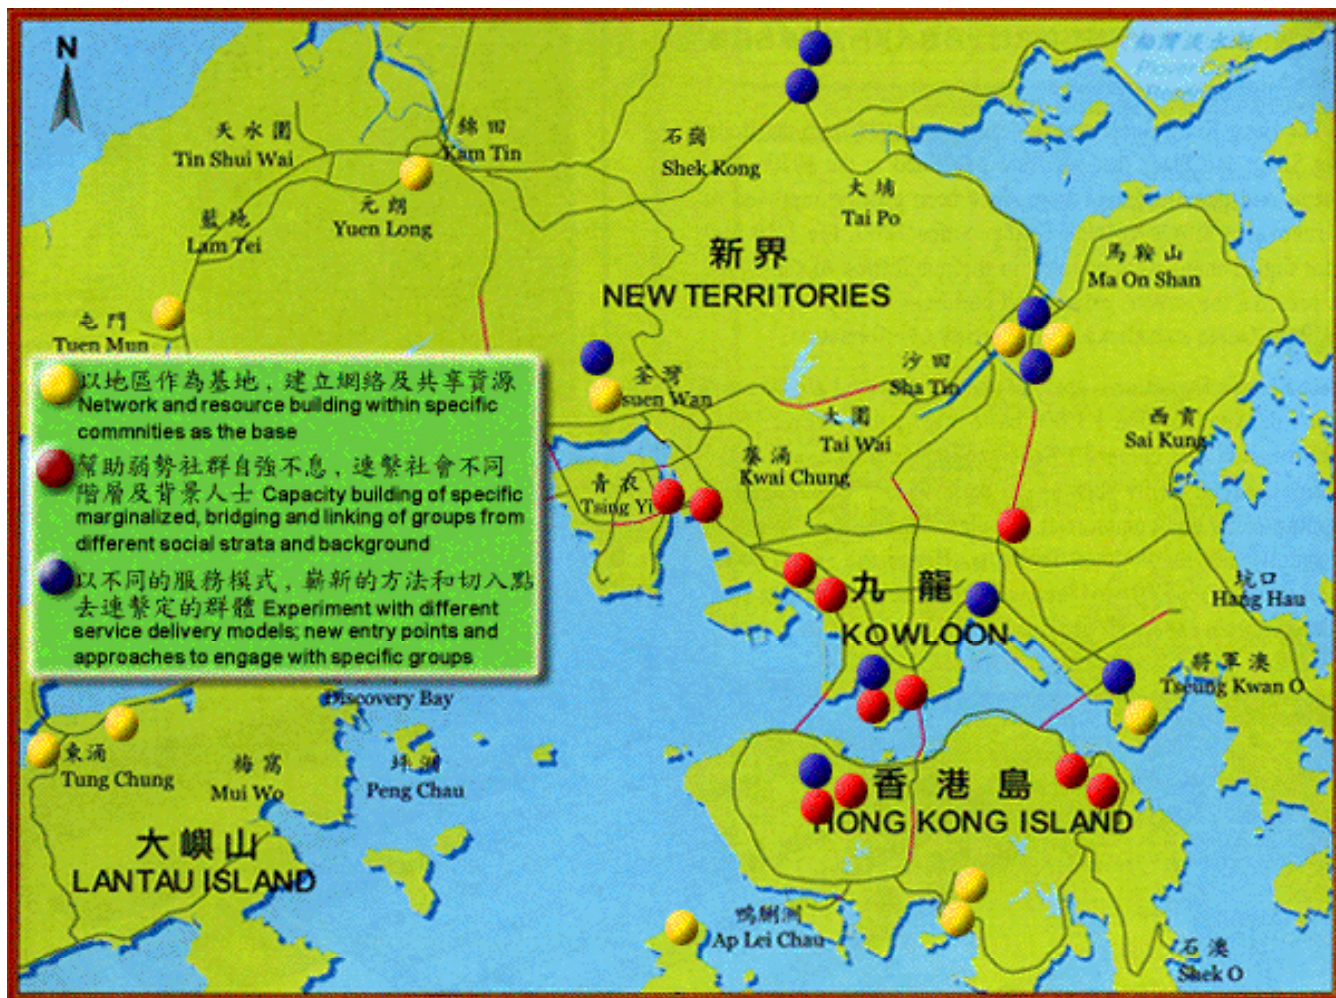 N
船灣淡水湖
天水圍
Tin Shui Wai
錦田
Kam Tin
石崗
Shek Kong
大埔
Tai Po
元朗
Yuen Long
藍地
Lam Tei
新界
NEW TERRITORIES
馬鞍山
Ma On Shan
屯門
Tuen Mun
以地區作為基地，建立網絡及共享資源
Network and resource building within specific
commnities as the base
幫助弱勢社群自強不息，連繫社會不同
階層及背景人士 Capacity building of specific
marginalized, bridging and linking of groups from
different social strata and background
以不同的服務模式，嶄新的方法和切入點
去連繫定的群體 Experiment with different
service delivery models; new entry points and
approaches to engage with specific groups
荃灣
suen Wan
沙田
Sha Tin
大圍
Tai Wai
西貢
Sai Kung
葵涌
Kwai Chung
青衣
Tsing Yi
九龍
KOWLOON
坑口
Hang Hau
將軍澳
Tseung Kwan O
Discovery Bay
東涌
Tung Chung
梅窩
Mui Wo
坪洲
Peng Chau
香港島
HONG KONG ISLAND
大嶼山
LANTAU ISLAND
鴨脷洲
Ap Lei Chau
石澳
Shek O